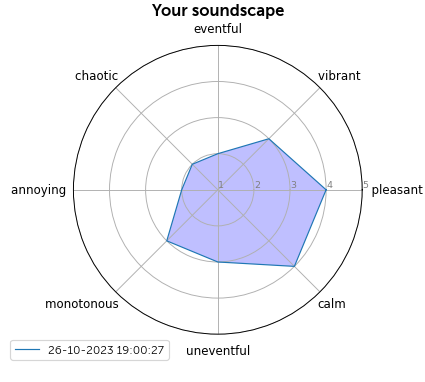 Your soundscape
eventful
chaotic
vibrant
annoying
1 2 3 4 5
pleasant
monotonous
calm
uneventful
26-10-2023 19:00:27